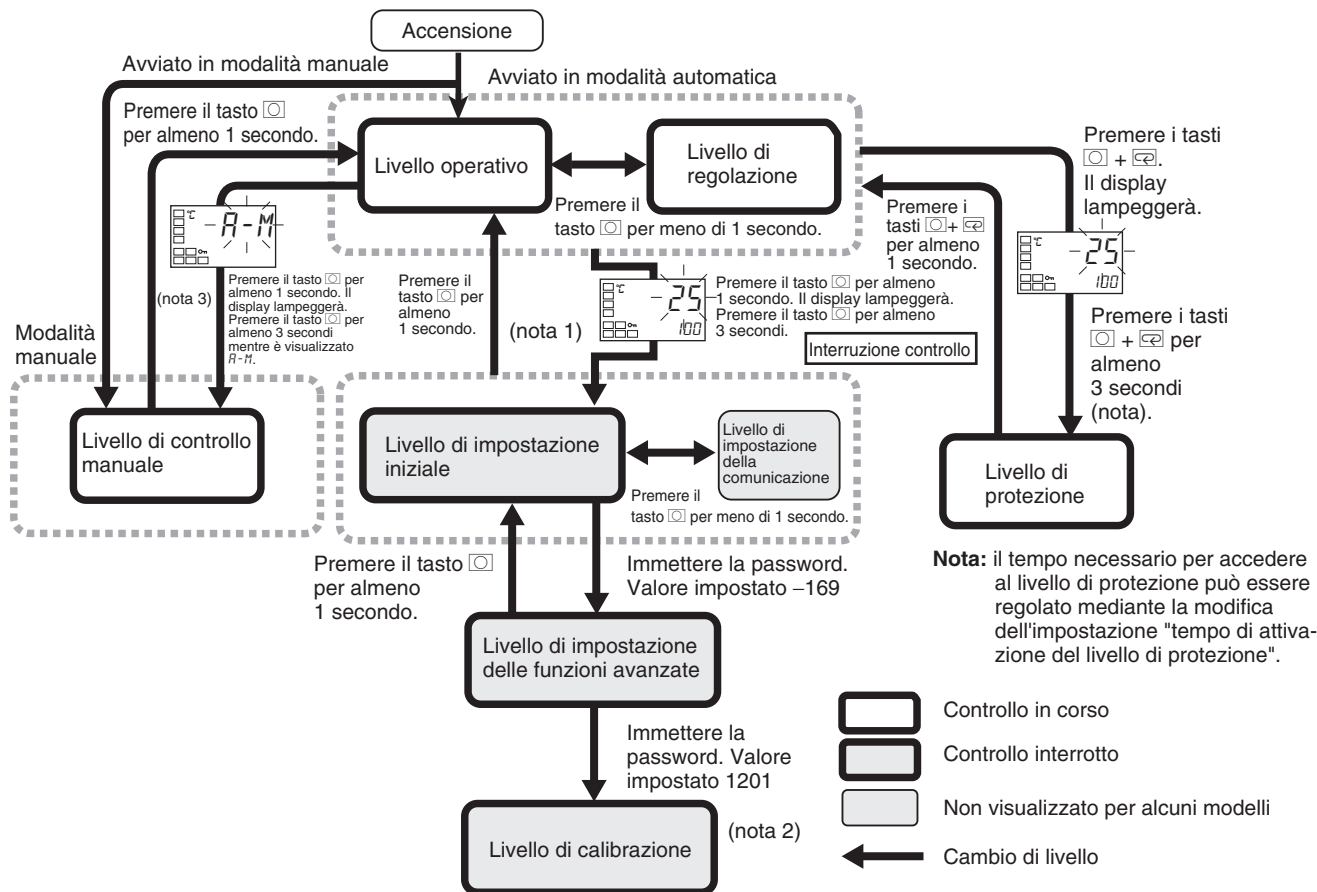 Accensione
Avviato in modalità manuale
Avviato in modalità automatica
Premere il tasto
per almeno 1 secondo.
Livello operativo
Livello di
regolazione
Premere il
tasto per meno di 1 secondo.
Premere i tasti
+ .
Il display
lampeggerà.
Premere i
tasti +
per almeno
1 secondo.
°C
A-M
(nota 3)
Premere il tasto per
almeno 1 secondo. Il
display lampeggerà.
Premere il tasto per
almeno 3 secondi
mentre è visualizzato
A-M.
Premere il
tasto per
almeno
1 secondo.
(nota 1)
°C
25
100
Premere il tasto per almeno
1 secondo. Il display lampeggerà.
Premere il tasto per almeno
3 secondi.
Interruzione controllo
°C
25
100
Premere i tasti
+ per
almeno
3 secondi
(nota).
Modalità
manuale
Livello di controllo
manuale
Livello di impostazione
iniziale
Livello di
impostazione
della
comunicazione
Premere il
tasto per meno di 1 secondo.
Livello di
protezione
Premere il tasto
per almeno
1 secondo.
Immettere la password.
Valore impostato –169
Nota: il tempo necessario per accedere
al livello di protezione può essere
regolato mediante la modifica
dell'impostazione "tempo di attiva-
zione del livello di protezione".
Livello di impostazione
delle funzioni avanzate
Immettere la
password. Valore
impostato 1201
Livello di calibrazione
(nota 2)
Controllo in corso
Controllo interrotto
Non visualizzato per alcuni modelli
Cambio di livello